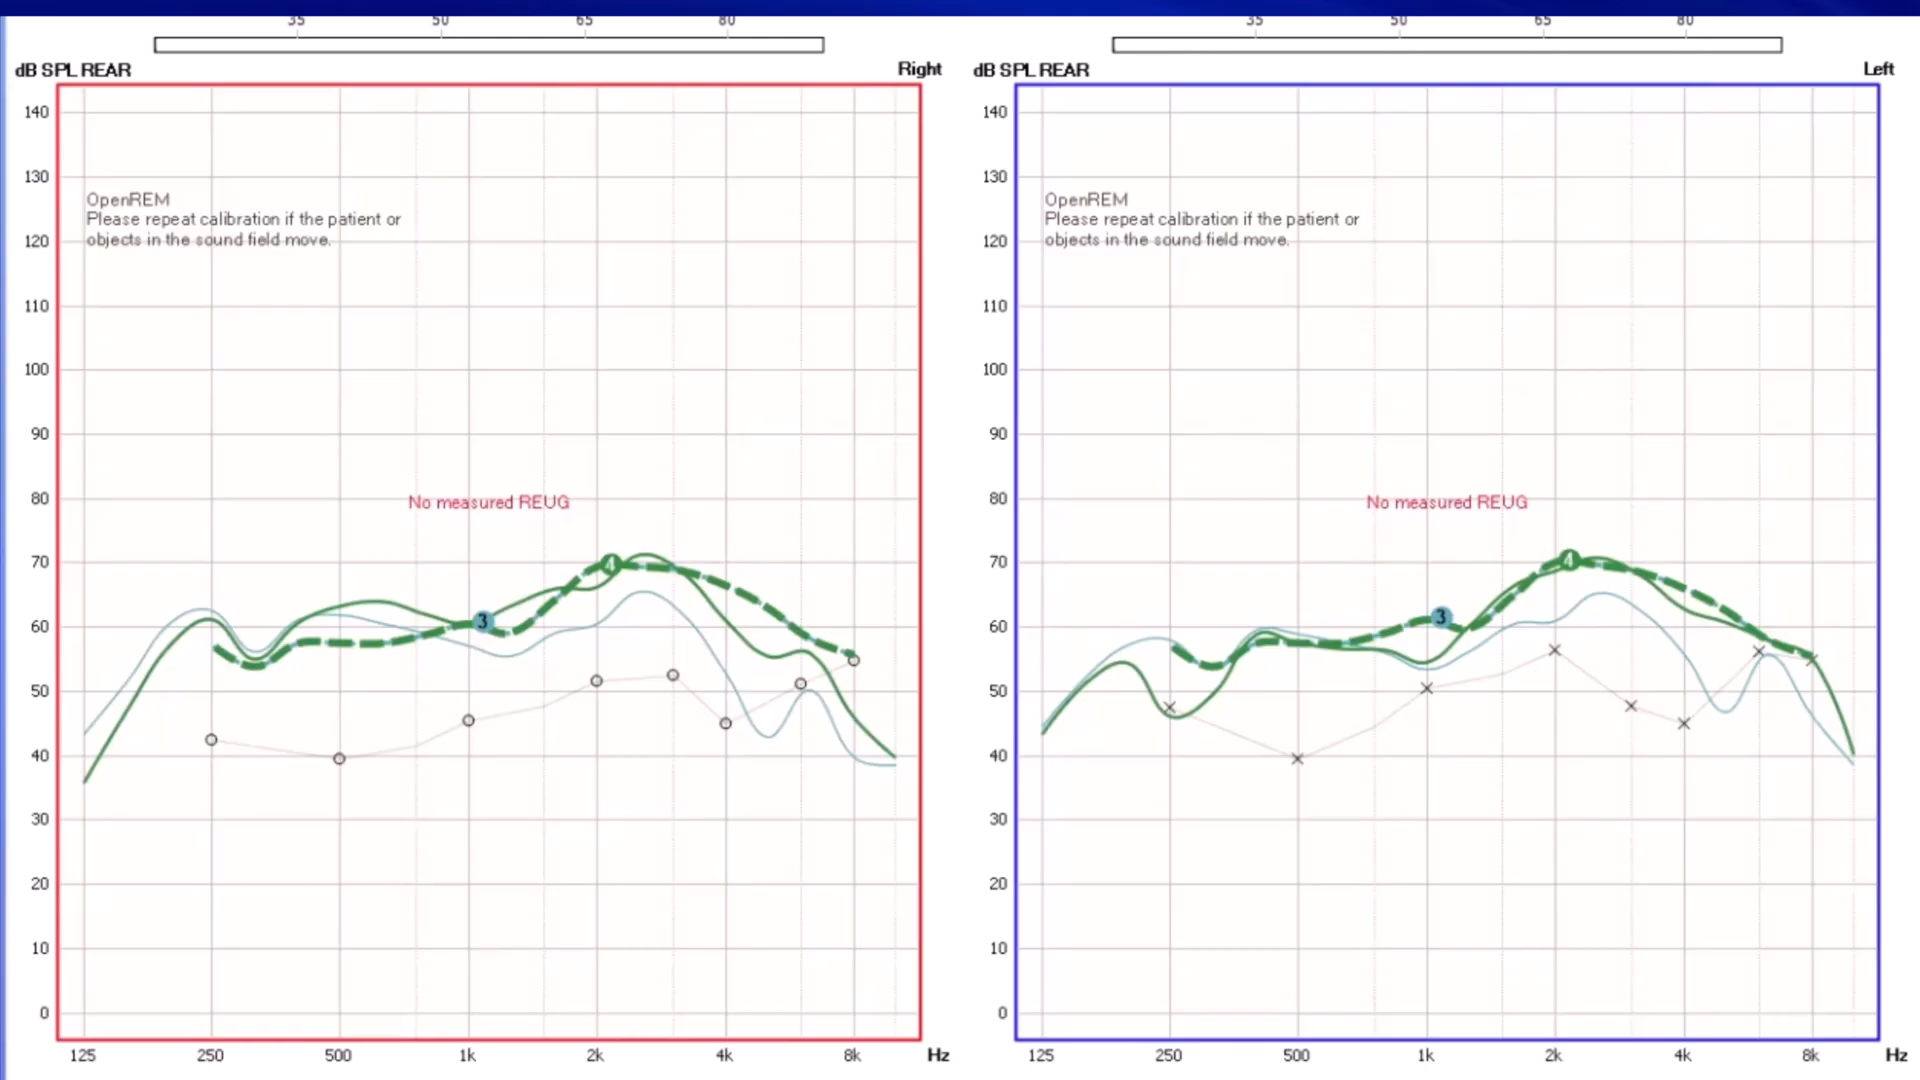 35 50 65 80
35 50 65 80
dB SPL REAR
Right
dB SPL REAR
Left
140
130
120
110
100
90
80
70
60
50
40
30
20
10
0
OpenREM
Please repeat calibration if the patient or
objects in the sound field move.
No measured REUG
3
4
125 250 500 1k 2k 4k 8k Hz
140
130
120
110
100
90
80
70
60
50
40
30
20
10
0
OpenREM
Please repeat calibration if the patient or
objects in the sound field move.
No measured REUG
3
4
125 250 500 1k 2k 4k 8k Hz